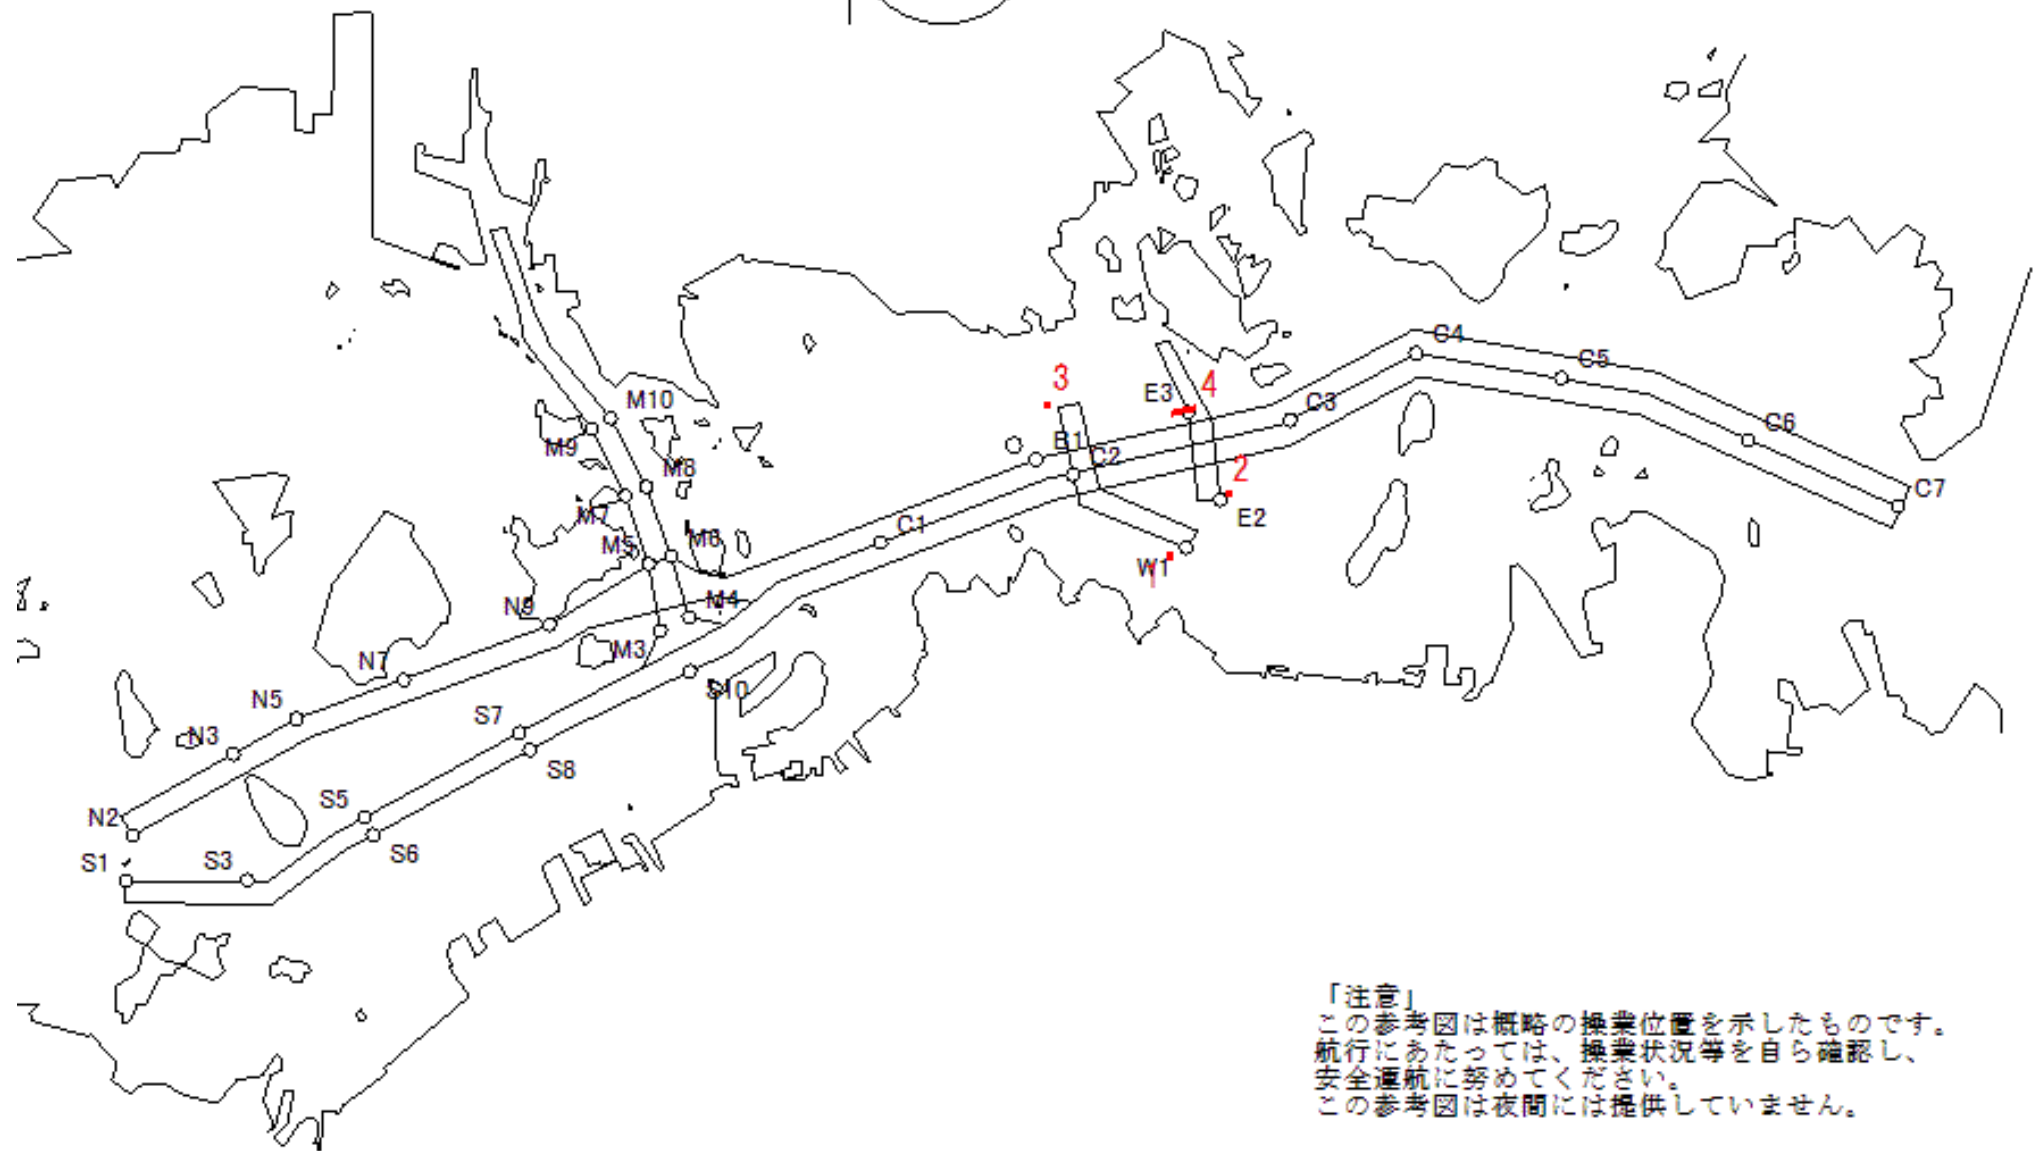 C4
C5
3
E3
4
M10
C3
C6
M9
B1
C2
M8
2
C7
M7
E2
C1
M5
M6
W1
1
N9
M4
M3
N7
S10
N5
S7
N3
S8
S5
N2
S6
S1
S3
「注意」
この参考図は概略の操業位置を示したものです。
航行にあたっては、操業状況等を自ら確認し、
安全運航に努めてください。
この参考図は夜間には提供していません。